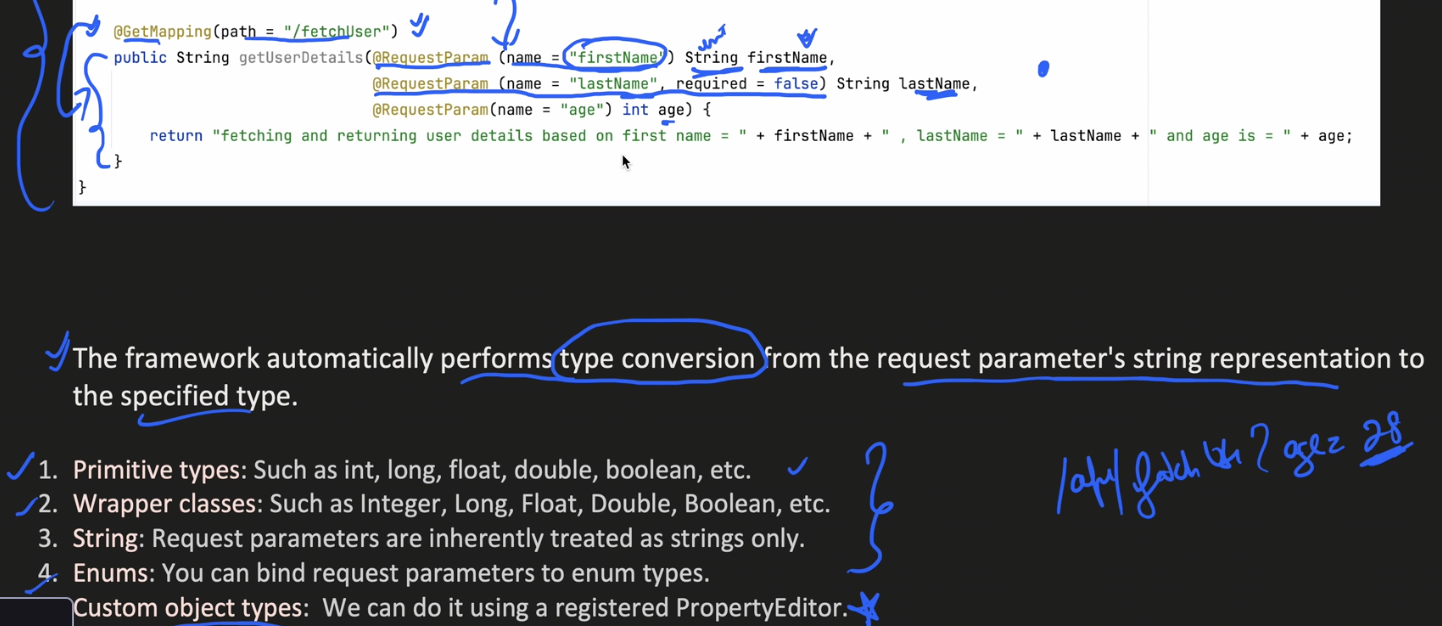 @GetMapping(path = "/fetchUser")
public String getUserDetails(@RequestParam (name = "firstName") String firstName,
int
@RequestParam (name = "lastName", required = false) String lastName,
@RequestParam(name = "age") int age) {
return "fetching and returning user details based on first name = " + firstName + " , lastName = " + lastName + " and age is = " + age;
}
}
The framework automatically performs type conversion from the request parameter's string representation to
the specified type.
1. Primitive types: Such as int, long, float, double, boolean, etc.
2. Wrapper classes: Such as Integer, Long, Float, Double, Boolean, etc.
3. String: Request parameters are inherently treated as strings only.
4. Enums: You can bind request parameters to enum types.
Custom object types: We can do it using a registered PropertyEditor.
/api/ fetch ? age = 28